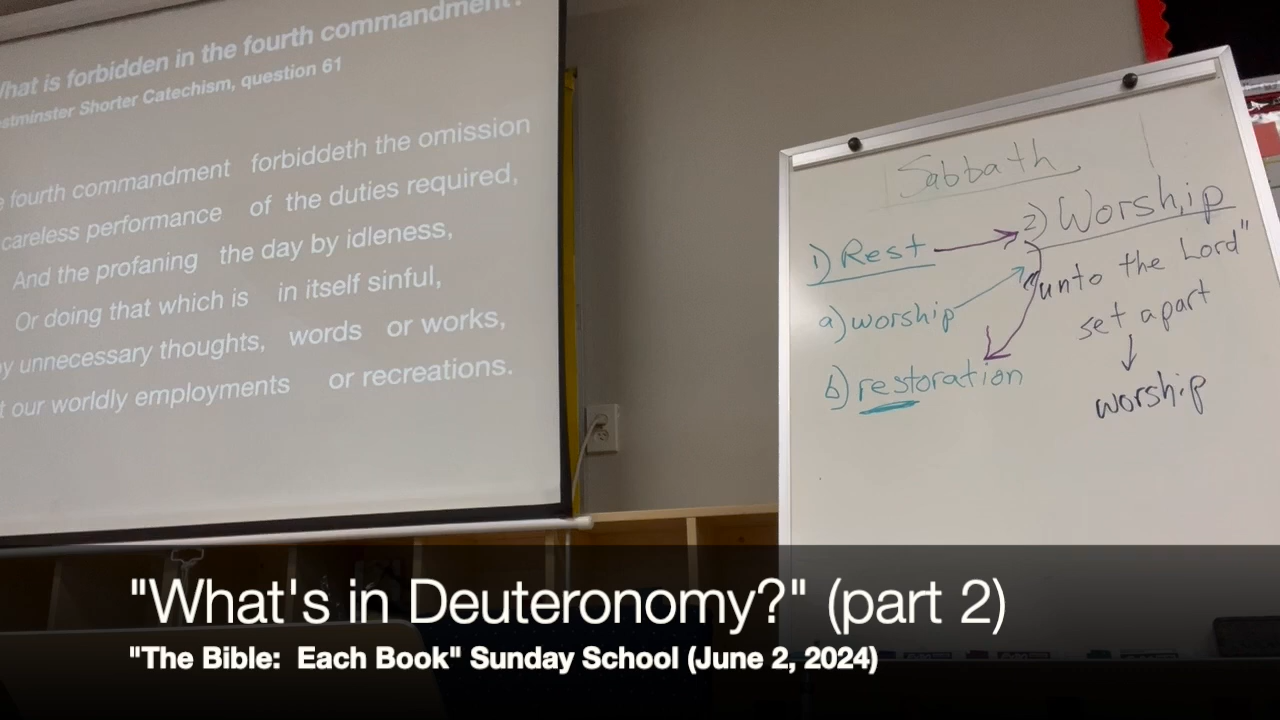 What is forbidden in the fourth commandment?
stminster Shorter Catechism, question 61
e fourth commandment forbiddeth the omission
careless performance of the duties required,
And the profaning the day by idleness,
Or doing that which is in itself sinful,
y unnecessary thoughts, words or works,
t our worldly employments or recreations.
Sabbath
1) Rest
a) worship
b) restoration
2) Worship
"unto the Lord"
set apart
worship
"What's in Deuteronomy?" (part 2)
"The Bible: Each Book" Sunday School (June 2, 2024)